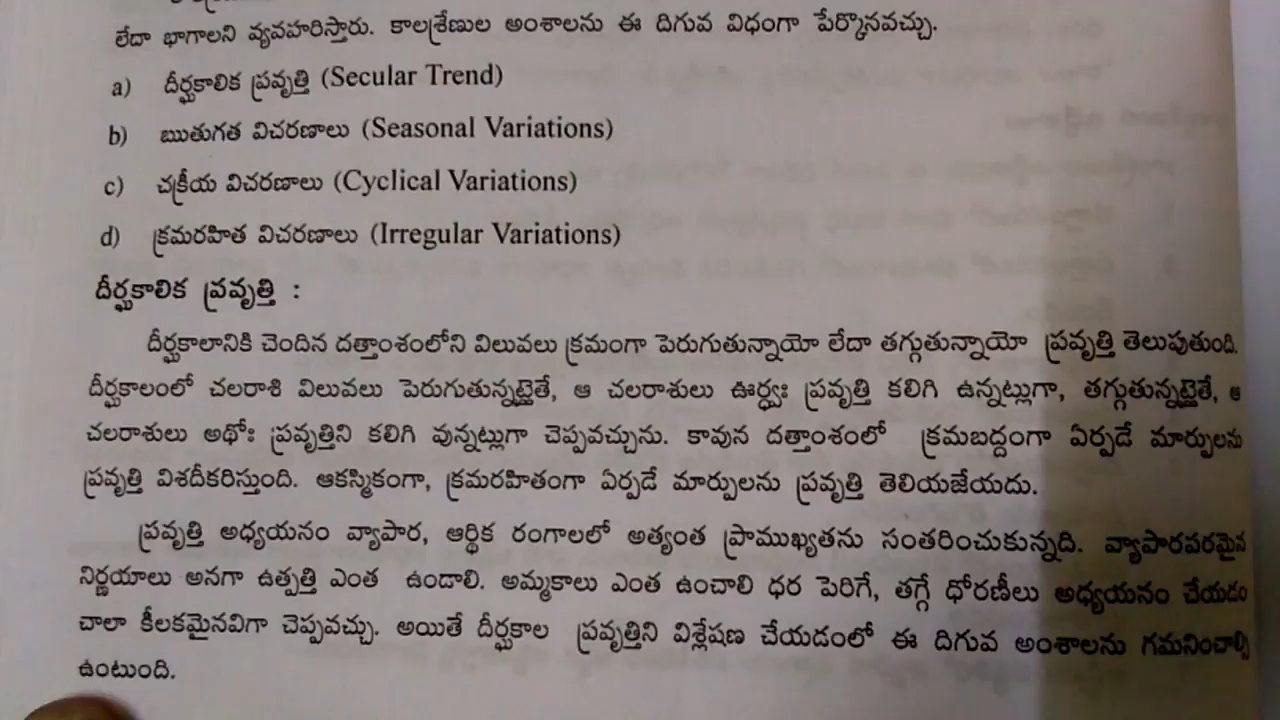 లేదా భాగాలని వ్యవహరిస్తారు. కాలశ్రేణుల అంశాలను ఈ దిగువ విధంగా పేర్కొనవచ్చు.
a) దీర్ఘకాలిక ప్రవృత్తి (Secular Trend)
b) ఋతుగత విచరణాలు (Seasonal Variations)
c) చక్రీయ విచరణాలు (Cyclical Variations)
d) క్రమరహిత విచరణాలు (Irregular Variations)
దీర్ఘకాలిక ప్రవృత్తి :
దీర్ఘకాలానికి చెందిన దత్తాంశంలోని విలువలు క్రమంగా పెరుగుతున్నాయో లేదా తగ్గుతున్నాయో ప్రవృత్తి తెలుపుతుంది.
దీర్ఘకాలంలో చలరాశి విలువలు పెరుగుతున్నట్లైతే, ఆ చలరాశులు ఊర్ధ్వః ప్రవృత్తి కలిగి ఉన్నట్లుగా, తగ్గుతున్నట్లైతే, ఆ
చలరాశులు అథోః ప్రవృత్తిని కలిగి వున్నట్లుగా చెప్పవచ్చును. కావున దత్తాంశంలో క్రమబద్దంగా ఏర్పడే మార్పులను
ప్రవృత్తి విశదీకరిస్తుంది. ఆకస్మికంగా, క్రమరహితంగా ఏర్పడే మార్పులను ప్రవృత్తి తెలియజేయదు.
ప్రవృత్తి అధ్యయనం వ్యాపార, ఆర్థిక రంగాలలో అత్యంత ప్రాముఖ్యతను సంతరించుకున్నది. వ్యాపారపరమైన
నిర్ణయాలు అనగా ఉత్పత్తి ఎంత ఉండాలి. అమ్మకాలు ఎంత ఉంచాలి ధర పెరిగే, తగ్గే ధోరణీలు అధ్యయనం చేయడం
చాలా కీలకమైనవిగా చెప్పవచ్చు. అయితే దీర్ఘకాల ప్రవృత్తిని విశ్లేషణ చేయడంలో ఈ దిగువ అంశాలను గమనించాల్సి
ఉంటుంది.